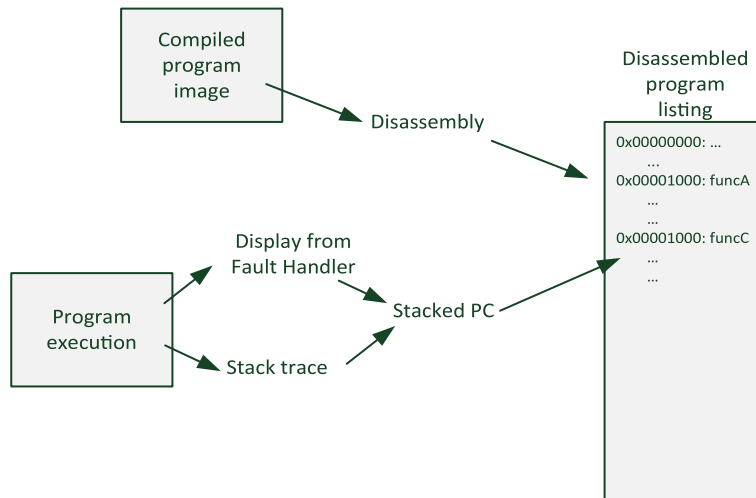 Compiled
program
image
Disassembly
Disassembled
program
listing
0x00000000: ...
...
0x00001000: funcA
...
...
0x00001000: funcC
...
...
Program
execution
Display from
Fault Handler
Stack trace
Stacked PC